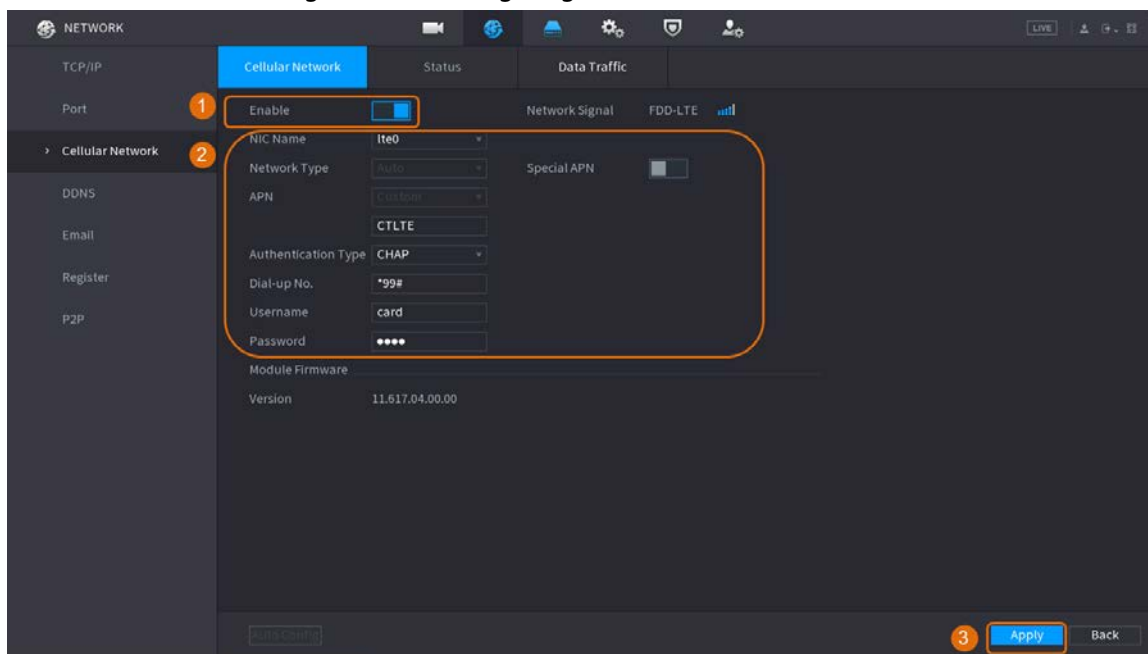 NETWORK
LIVE
TCP/IP
Port
Cellular Network
DDNS
Email
Register
P2P
Cellular Network
Status
Data Traffic
1
Enable
Network Signal
FDD-LTE
2
NIC Name
lte0
Network Type
Auto
Special APN
APN
Custom
CTLTE
Authentication Type
CHAP
Dial-up No.
*99#
Username
card
Password
••••
Module Firmware
Version
11.617.04.00.00
Auto Config
3
Apply
Back